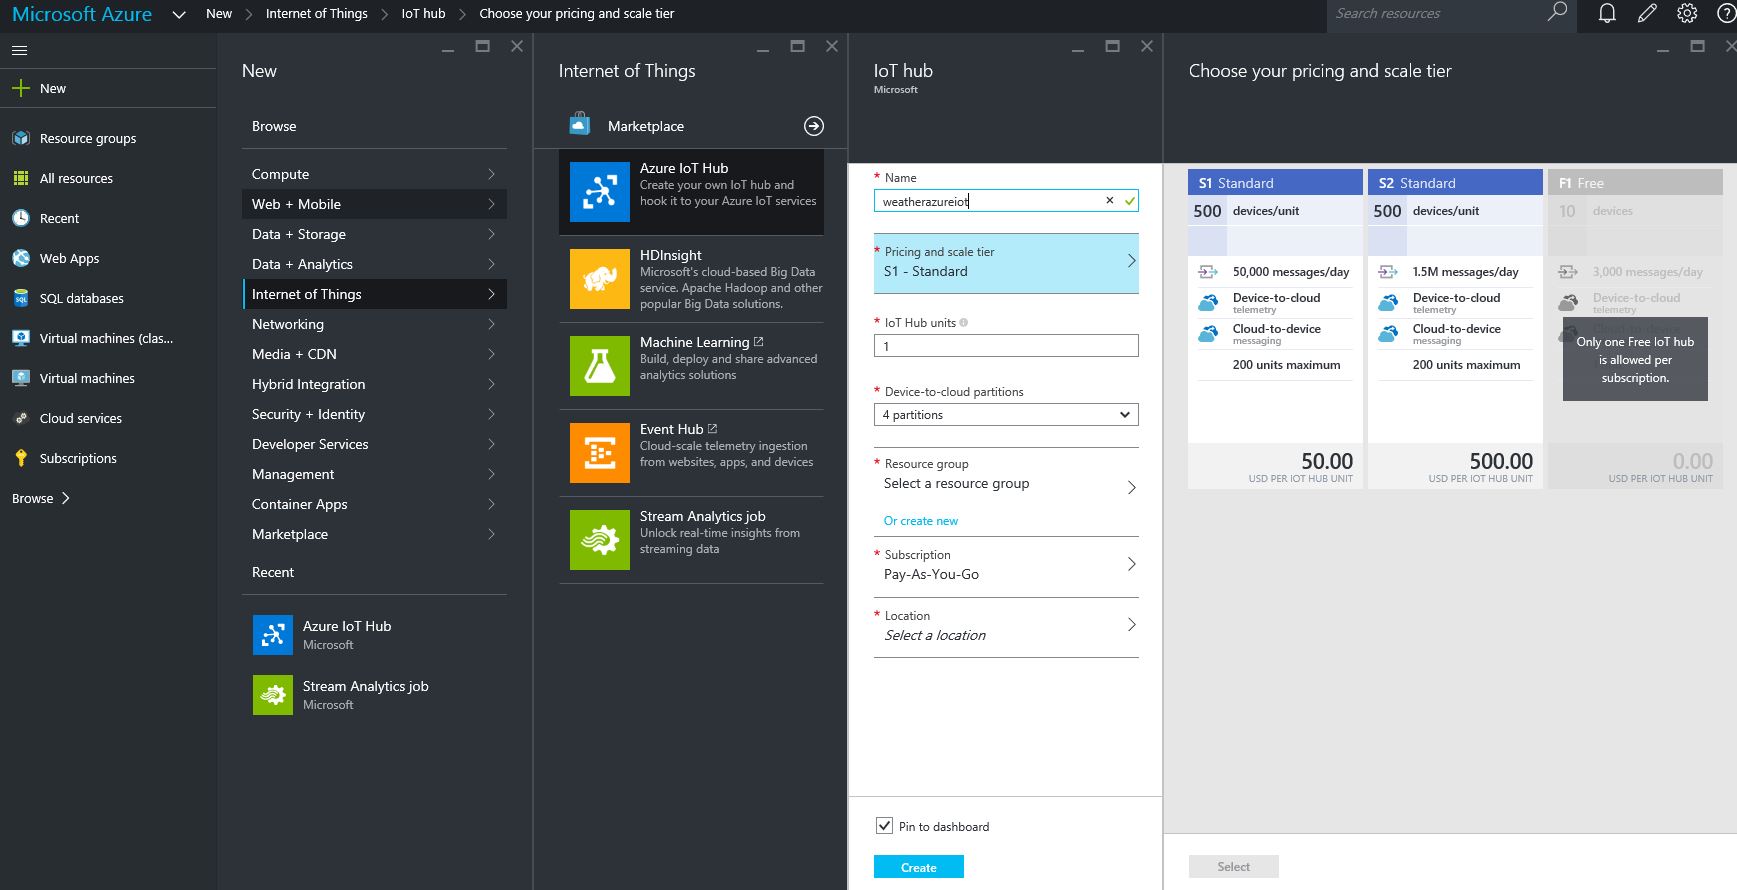 Microsoft Azure
New
Internet of Things
IoT hub
Choose your pricing and scale tier
Search resources
New
Resource groups
All resources
Recent
Web Apps
SQL databases
Virtual machines (clas...
Virtual machines
Cloud services
Subscriptions
Browse
New
Browse
Compute
Web + Mobile
Data + Storage
Data + Analytics
Internet of Things
Networking
Media + CDN
Hybrid Integration
Security + Identity
Developer Services
Management
Container Apps
Marketplace
Recent
Azure IoT Hub
Microsoft
Stream Analytics job
Microsoft
Internet of Things
Marketplace
Azure IoT Hub
Create your own IoT hub and
hook it to your Azure IoT services
HDInsight
Microsoft's cloud-based Big Data
service. Apache Hadoop and other
popular Big Data solutions.
Machine Learning
Build, deploy and share advanced
analytics solutions
Event Hub
Cloud-scale telemetry ingestion
from websites, apps, and devices
Stream Analytics job
Unlock real-time insights from
streaming data
IoT hub
Microsoft
* Name
weatherazureiot
* Pricing and scale tier
S1 - Standard
* IoT Hub units
1
* Device-to-cloud partitions
4 partitions
* Resource group
Select a resource group
Or create new
* Subscription
Pay-As-You-Go
* Location
Select a location
Pin to dashboard
Create
Choose your pricing and scale tier
S1 Standard
500 devices/unit
50,000 messages/day
Device-to-cloud
telemetry
Cloud-to-device
messaging
200 units maximum
50.00
USD PER IOT HUB UNIT
S2 Standard
500 devices/unit
1.5M messages/day
Device-to-cloud
telemetry
Cloud-to-device
messaging
200 units maximum
500.00
USD PER IOT HUB UNIT
F1 Free
10 devices
3,000 messages/day
Device-to-cloud
telemetry
Only one Free IoT hub
is allowed per
subscription.
0.00
USD PER IOT HUB UNIT
Select